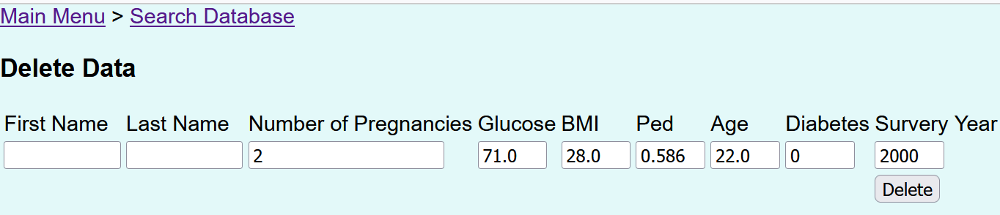 Main Menu > Search Database
Delete Data
First Name Last Name Number of Pregnancies Glucose BMI Ped Age Diabetes Survery Year
2 71.0 28.0 0.586 22.0 0 2000
Delete